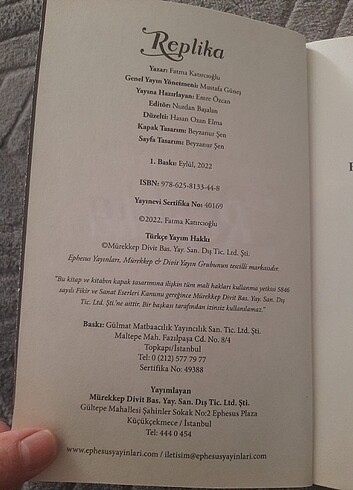 Replika
Yazar: Fatma Katırcıoğlu
Genel Yayın Yönetmeni: Mustafa Güneş
Yayına Hazırlayan: Emre Özcan
Editör: Nurdan Başalan
Düzelti: Hasan Ozan Elma
Kapak Tasarım: Beyzanur Şen
Sayfa Tasarım: Beyzanur Şen
1. Baskı: Eylül, 2022
ISBN: 978-625-8133-44-8
Yayınevi Sertifika No: 40169
©2022, Fatma Katırcıoğlu
Türkçe Yayım Hakkı
©Mürekkep Divit Bas. Yay. San. Dış Tic. Ltd. Şti.
Ephesus Yayınları, Mürekkep & Divit Yayın Grubunun tescilli markasıdır.
"Bu kitap ve kitabın kapak tasarımına ilişkin tüm mali hakları kullanma yetkisi 5846
sayılı Fikir ve Sanat Eserleri Kanunu gereğince Mürekkep Divit Bas. Yay. San. Dış
Tic. Ltd. Şti.'ne aittir. Bir başkası tarafından izinsiz kullanılamaz."
Baskı: Gülmat Matbaacılık Yayıncılık San. Tic. Ltd. Şti.
Maltepe Mah. Fazılpaşa Cd. No. 8/4
Topkapı/İstanbul
Tel: 0 (212) 577 79 77
Sertifika No: 49388
Yayımlayan
Mürekkep Divit Bas. Yay. San. Dış Tic. Ltd. Şti.
Gültepe Mahallesi Şahinler Sokak No:2 Ephesus Plaza
Küçükçekmece / İstanbul
Tel: 444 0 454
www.ephesusyayinlari.com / iletisim@ephesusyayinlari.com